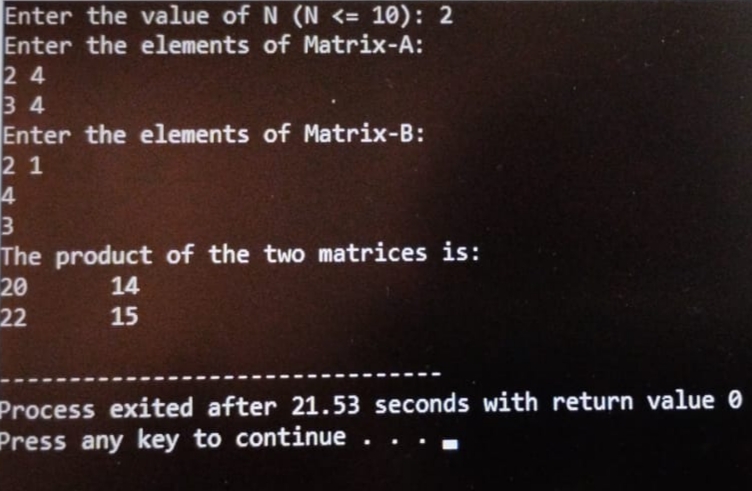 Enter the value of N (N <= 10): 2
Enter the elements of Matrix-A:
2 4
3 4
Enter the elements of Matrix-B:
2 1
4
3
The product of the two matrices is:
20 14
22 15
---------------------------------
Process exited after 21.53 seconds with return value 0
Press any key to continue . . .